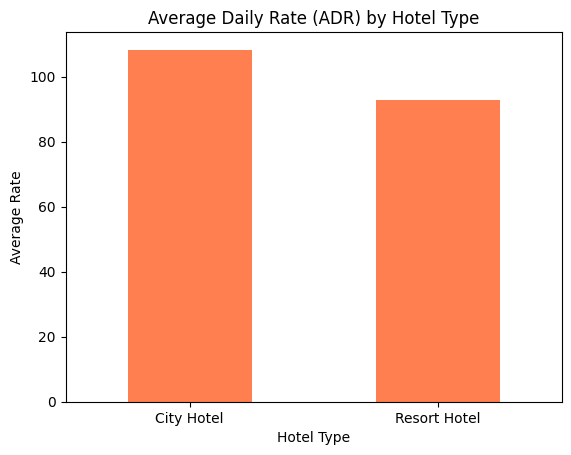 Average Daily Rate (ADR) by Hotel Type
100
80
60
40
20
0
Average Rate
City Hotel
Resort Hotel
Hotel Type